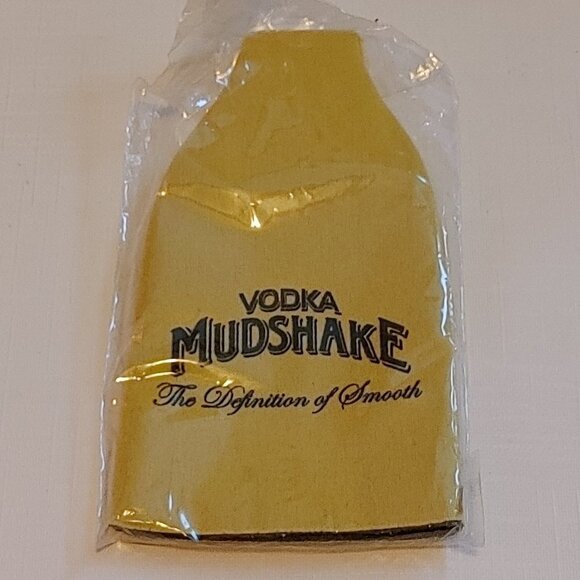 VODKA
MUDSHAKE
The Definition of Smooth